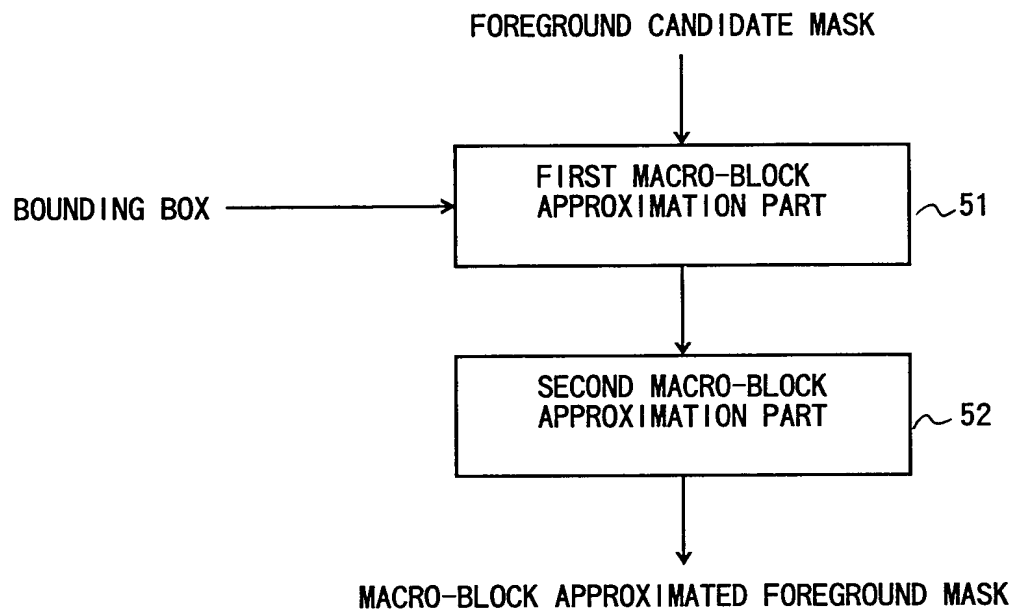 FOREGROUND CANDIDATE MASK
FIRST MACRO-BLOCK
APPROXIMATION PART
51
BOUNDING BOX
SECOND MACRO-BLOCK
APPROXIMATION PART
52
MACRO-BLOCK APPROXIMATED FOREGROUND MASK